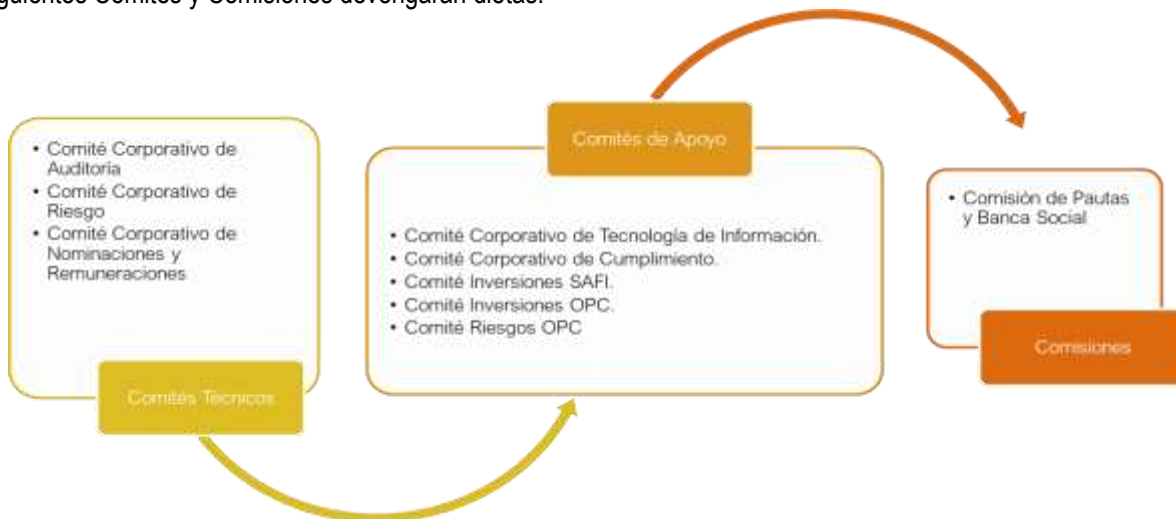 siguientes Comités y Comisiones devengarán dietas:
• Comité Corporativo de
Auditoría
• Comité Corporativo de
Riesgo
• Comité Corporativo de
Nominaciones y
Remuneraciones
Comités Técnicos
Comités de Apoyo
• Comité Corporativo de Tecnología de Información.
• Comité Corporativo de Cumplimiento.
• Comité Inversiones SAFI.
• Comité Inversiones OPC.
• Comité Riesgos OPC
• Comisión de Pautas
y Banca Social
Comisiones